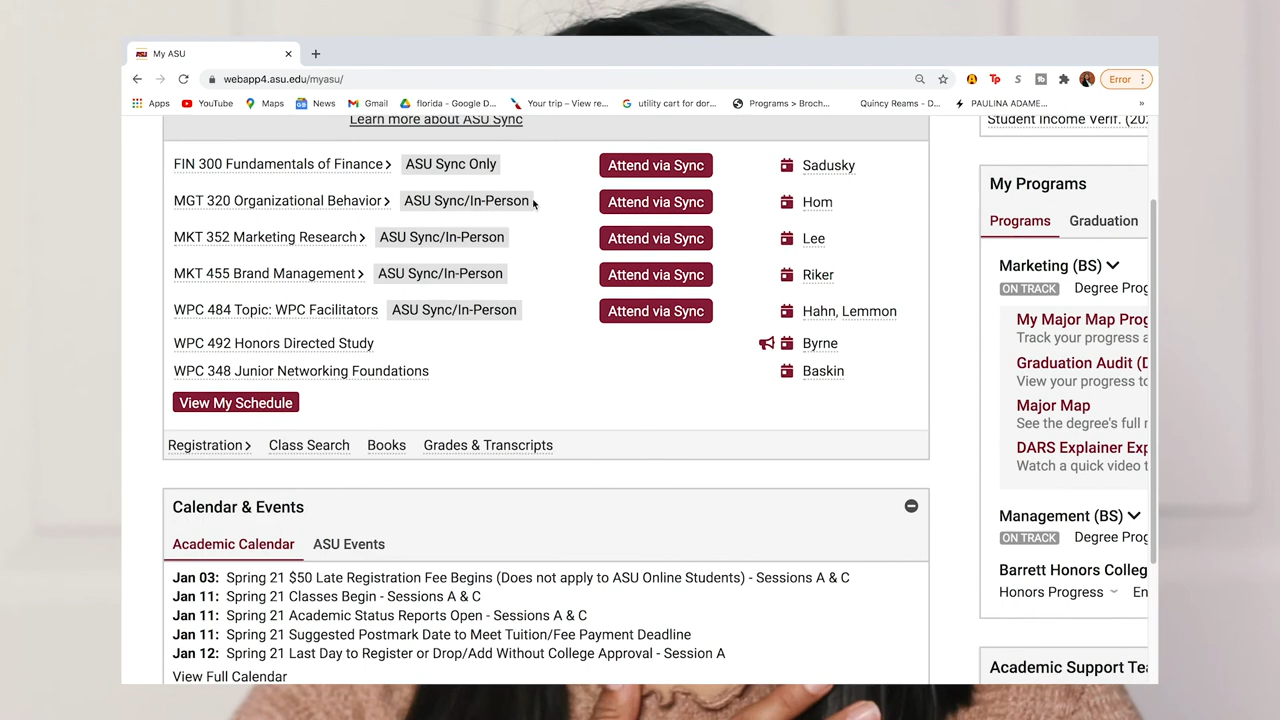 My ASU
webapp4.asu.edu/myasu/
Error
Apps YouTube Maps News Gmail florida - Google D... Your trip – View re... utility cart for dor... Programs > Broch... Quincy Reams - D... PAULINA ADAME... »
Learn more about ASU Sync
FIN 300 Fundamentals of Finance ASU Sync Only Attend via Sync Sadusky
MGT 320 Organizational Behavior ASU Sync/In-Person Attend via Sync Hom
MKT 352 Marketing Research ASU Sync/In-Person Attend via Sync Lee
MKT 455 Brand Management ASU Sync/In-Person Attend via Sync Riker
WPC 484 Topic: WPC Facilitators ASU Sync/In-Person Attend via Sync Hahn, Lemmon
WPC 492 Honors Directed Study Byrne
WPC 348 Junior Networking Foundations Baskin
View My Schedule
Registration Class Search Books Grades & Transcripts
Calendar & Events
Academic Calendar ASU Events
Jan 03: Spring 21 $50 Late Registration Fee Begins (Does not apply to ASU Online Students) - Sessions A & C
Jan 11: Spring 21 Classes Begin - Sessions A & C
Jan 11: Spring 21 Academic Status Reports Open - Sessions A & C
Jan 11: Spring 21 Suggested Postmark Date to Meet Tuition/Fee Payment Deadline
Jan 12: Spring 21 Last Day to Register or Drop/Add Without College Approval - Session A
View Full Calendar
Student Income Verif. (20
My Programs
Programs Graduation
Marketing (BS)
ON TRACK Degree Prog
My Major Map Prog
Track your progress a
Graduation Audit (D
View your progress to
Major Map
See the degree's full r
DARS Explainer Exp
Watch a quick video t
Management (BS)
ON TRACK Degree Prog
Barrett Honors Colleg
Honors Progress En
Academic Support Tea